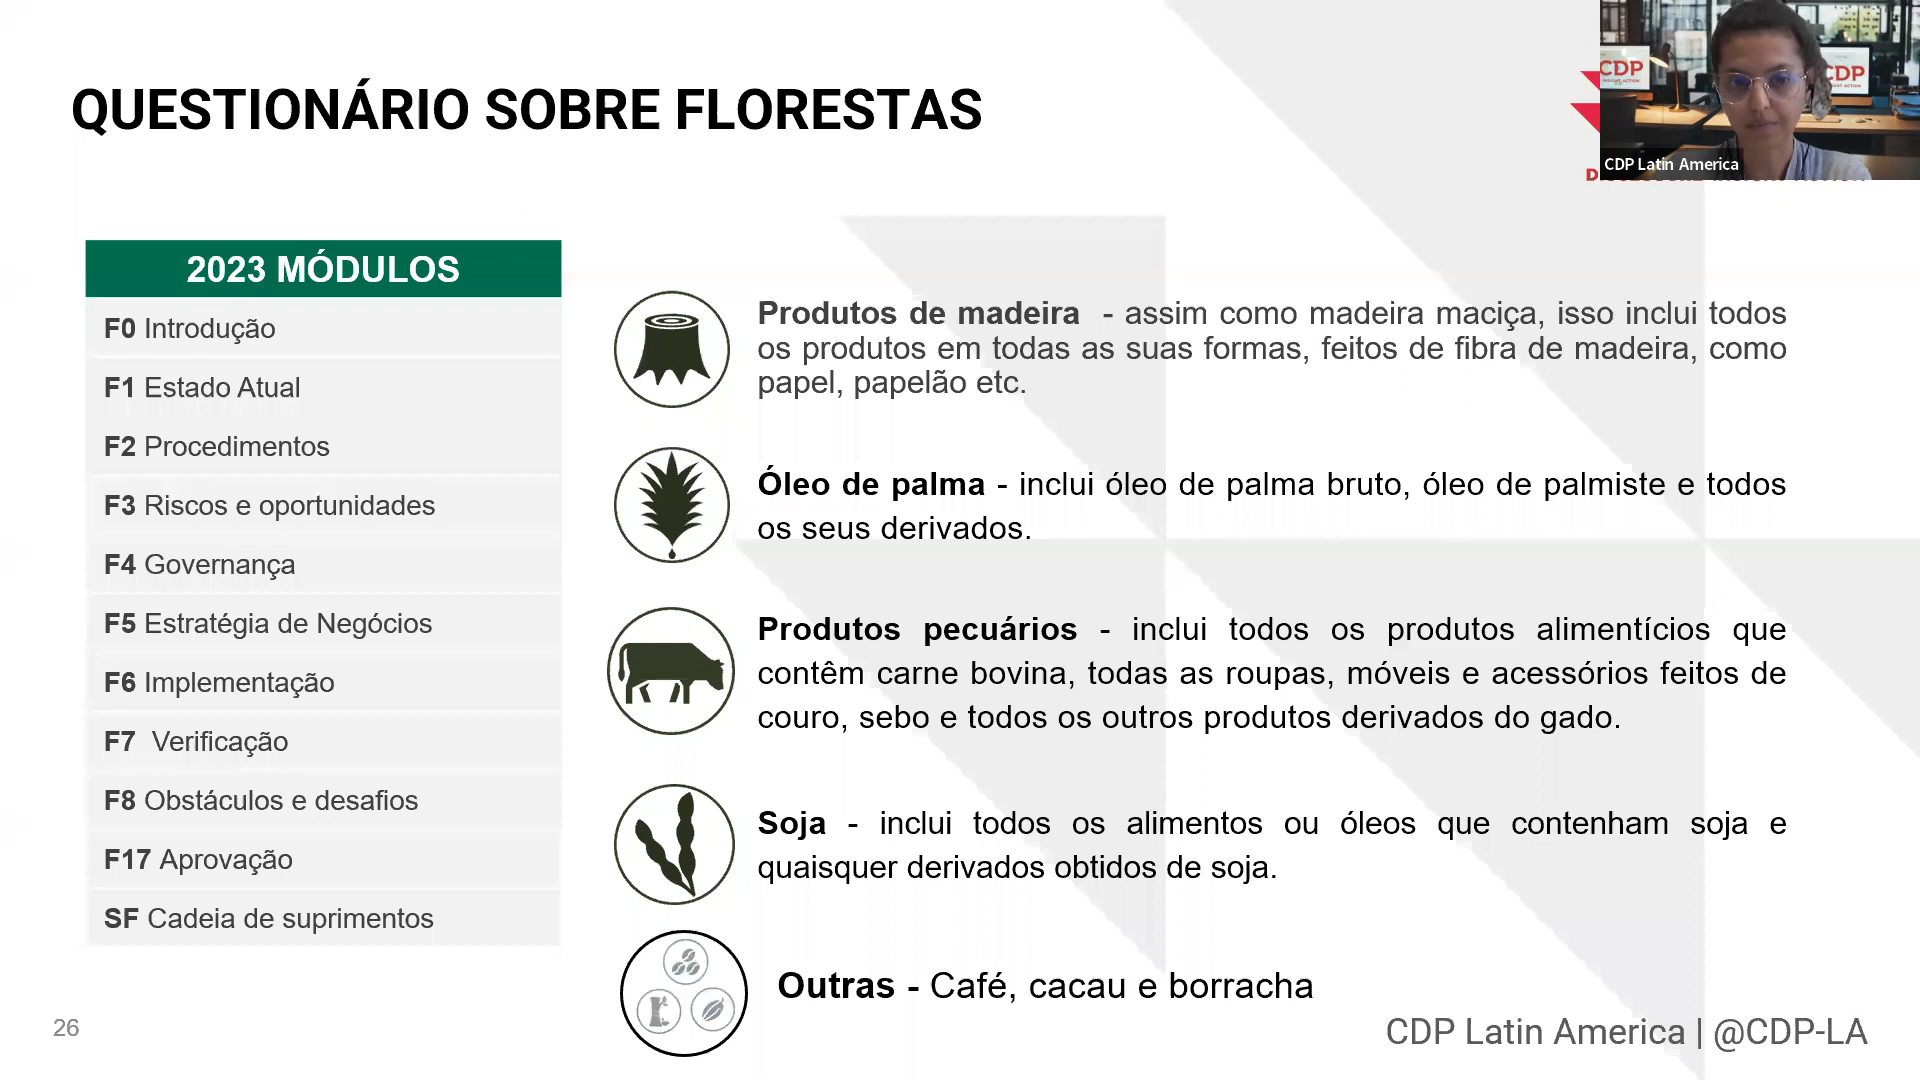 QUESTIONÁRIO SOBRE FLORESTAS
CDP
INSIGHT ACTION
CDP
INSIGHT ACTION
CDP Latin America
2023 MÓDULOS
F0 Introdução
F1 Estado Atual
F2 Procedimentos
F3 Riscos e oportunidades
F4 Governança
F5 Estratégia de Negócios
F6 Implementação
F7 Verificação
F8 Obstáculos e desafios
F17 Aprovação
SF Cadeia de suprimentos
Produtos de madeira - assim como madeira maciça, isso inclui todos
os produtos em todas as suas formas, feitos de fibra de madeira, como
papel, papelão etc.
Óleo de palma - inclui óleo de palma bruto, óleo de palmiste e todos
os seus derivados.
Produtos pecuários - inclui todos os produtos alimentícios que
contêm carne bovina, todas as roupas, móveis e acessórios feitos de
couro, sebo e todos os outros produtos derivados do gado.
Soja - inclui todos os alimentos ou óleos que contenham soja e
quaisquer derivados obtidos de soja.
Outras - Café, cacau e borracha
26
CDP Latin America | @CDP-LA